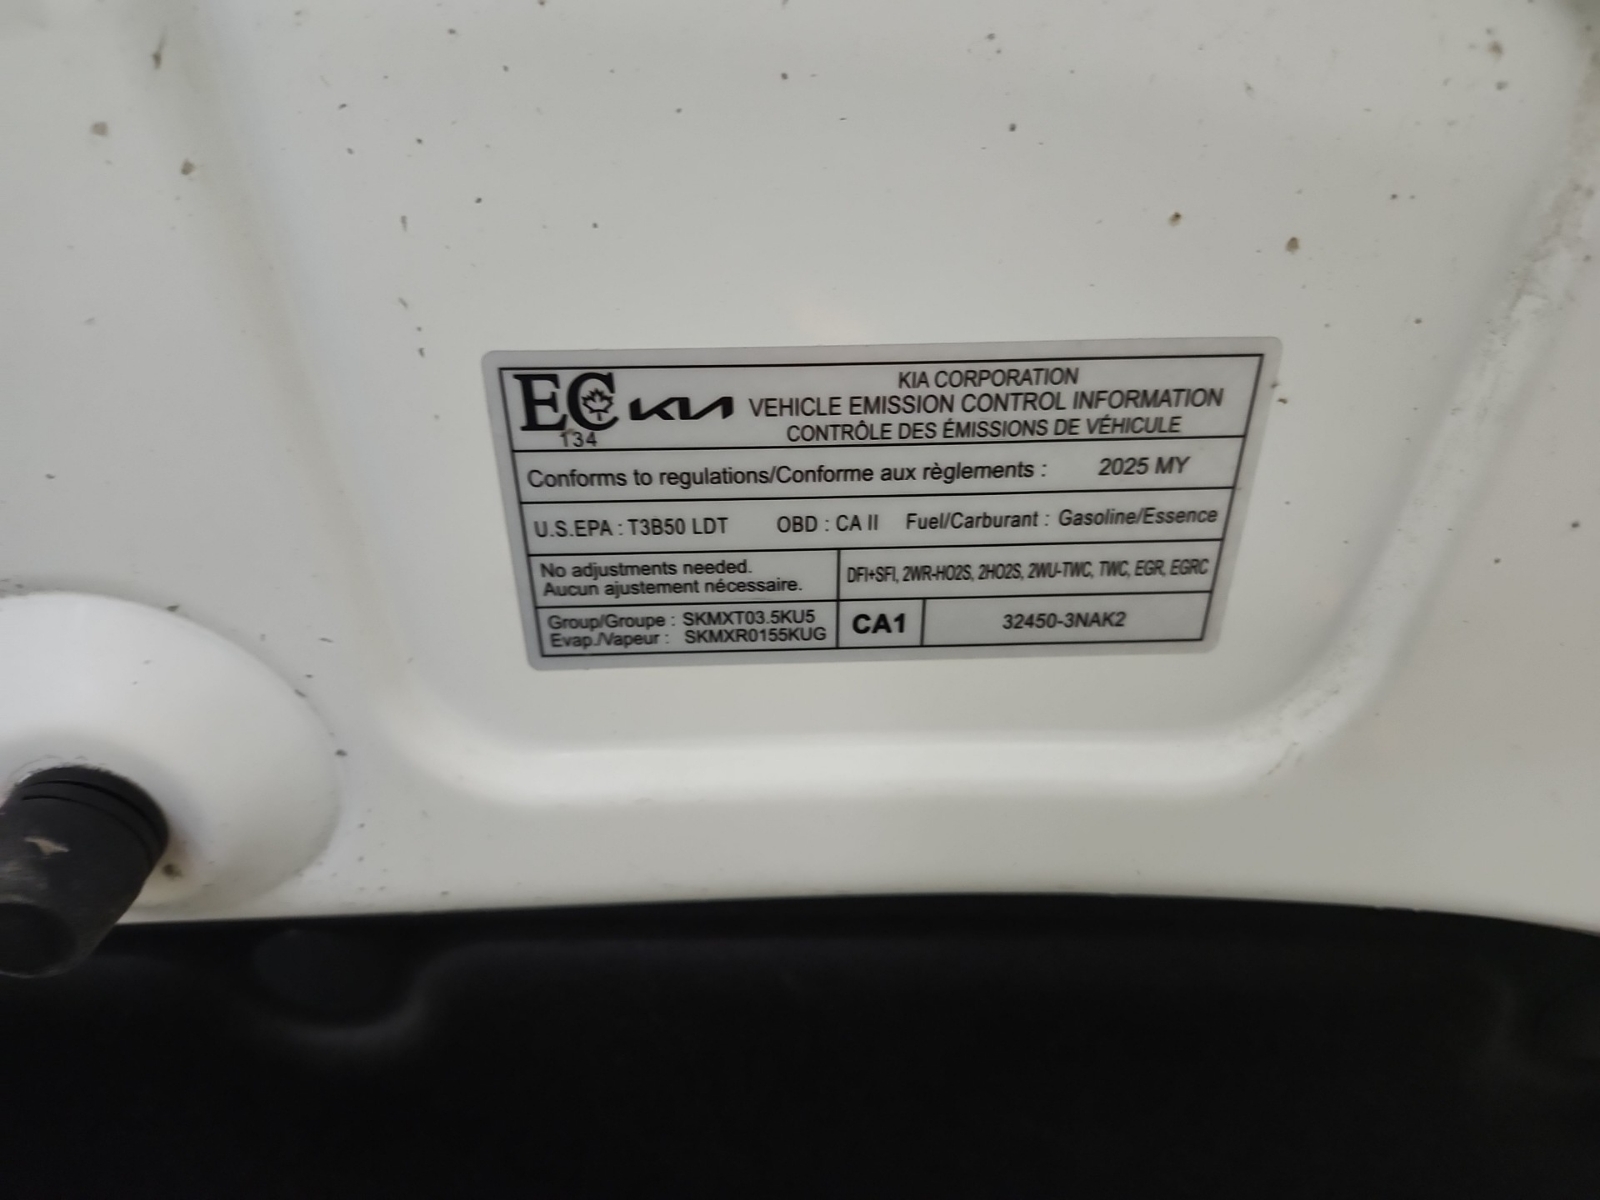 EC KIA KIA CORPORATION
134 VEHICLE EMISSION CONTROL INFORMATION
CONTRÔLE DES ÉMISSIONS DE VÉHICULE
Conforms to regulations/Conforme aux règlements : 2025 MY
U.S.EPA : T3B50 LDT OBD : CA II Fuel/Carburant : Gasoline/Essence
No adjustments needed.
Aucun ajustement nécessaire.
DFI+SFI, 2WR-HO2S, 2HO2S, 2WU-TWC, TWC, EGR, EGRC
Group/Groupe : SKMXT03.5KU5
Evap./Vapeur : SKMXR0155KUG
CA1 32450-3NAK2